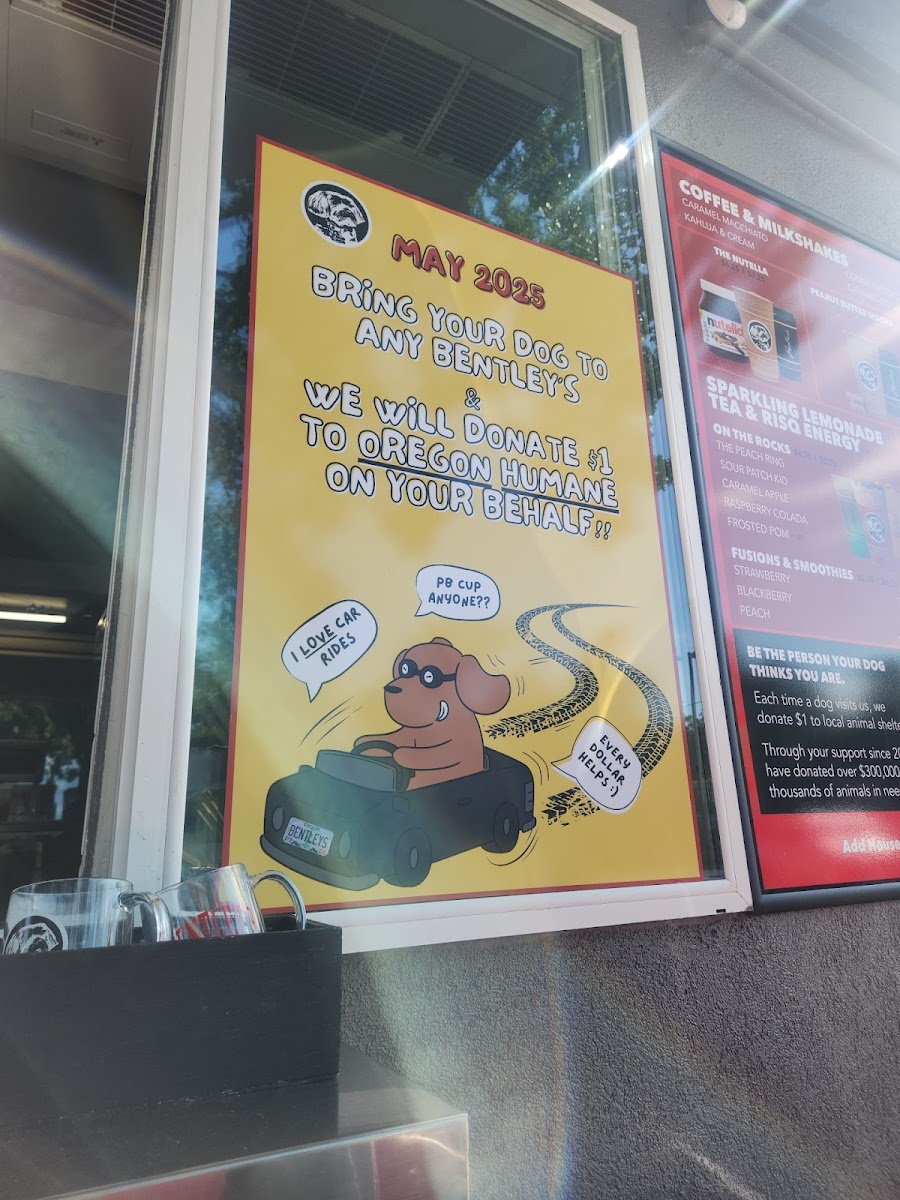 MAY 2025
BRING YOUR DOG TO
ANY BENTLEY'S
&
WE WILL DONATE $1
TO OREGON HUMANE
ON YOUR BEHALF!!
PB CUP
ANYONE??
I LOVE CAR
RIDES
EVERY
DOLLAR
HELPS :)
BENTLEYS
COFFEE & MILKSHAKES
CARAMEL MACCHIATO
KAHLUA & CREAM
THE NUTELLA
PEANUT BUTTER MOCHA
nutella
SPARKLING LEMONADE
TEA & RISQ ENERGY
ON THE ROCKS
THE PEACH RING
SOUR PATCH KID
CARAMEL APPLE
RASPBERRY COLADA
FROSTED POM
FUSIONS & SMOOTHIES
STRAWBERRY
BLACKBERRY
PEACH
BE THE PERSON YOUR DOG
THINKS YOU ARE.
Each time a dog visits us, we
donate $1 to local animal shelte
Through your support since 20
have donated over $300,000
thousands of animals in nee
Add House